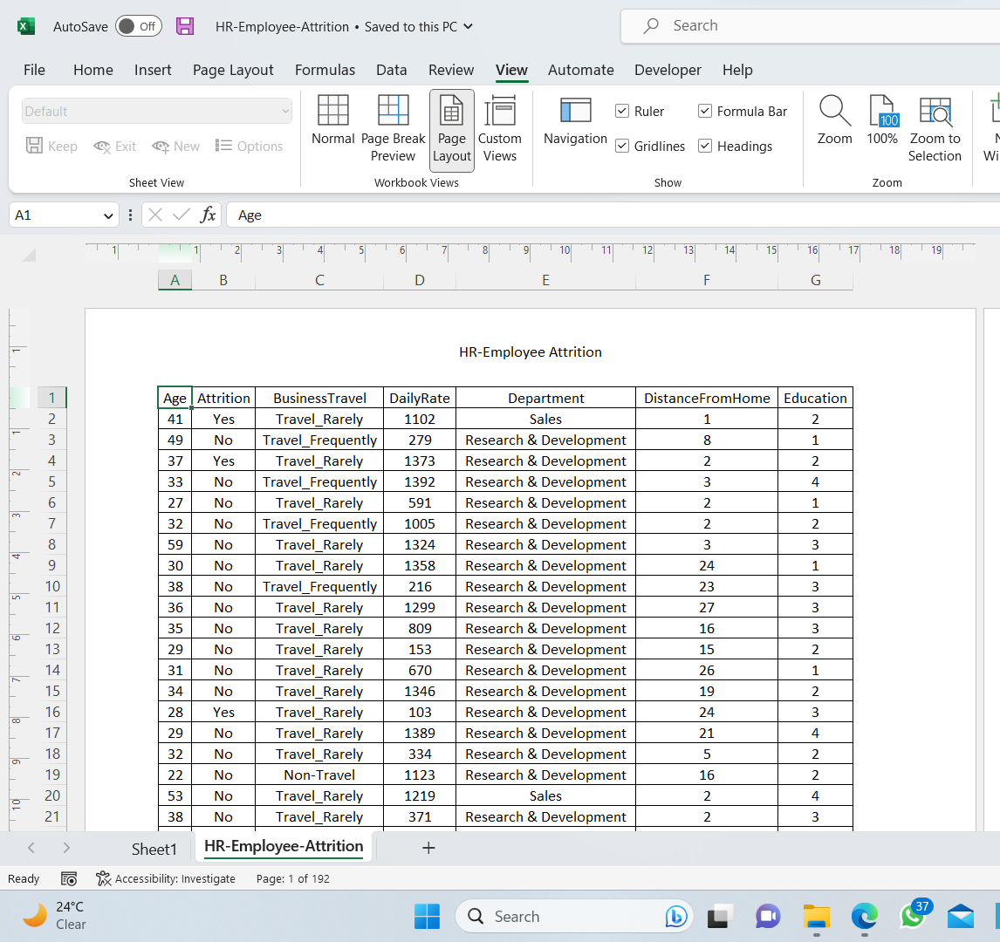 AutoSave Off HR-Employee-Attrition • Saved to this PC Search
File Home Insert Page Layout Formulas Data Review View Automate Developer Help
Default
Keep Exit New Options
Sheet View
Normal Page Break Preview Page Layout Custom Views
Workbook Views
Navigation Ruler Formula Bar
Gridlines Headings
Show
Zoom 100 100% Zoom to Selection
Zoom
A1 fx Age
1 1 2 3 4 5 6 7 8 9 10 11 12 13 14 15 16 17 18 19
A B C D E F G
HR-Employee Attrition
1 Age Attrition BusinessTravel DailyRate Department DistanceFromHome Education
2 41 Yes Travel_Rarely 1102 Sales 1 2
3 49 No Travel_Frequently 279 Research & Development 8 1
4 37 Yes Travel_Rarely 1373 Research & Development 2 2
5 33 No Travel_Frequently 1392 Research & Development 3 4
6 27 No Travel_Rarely 591 Research & Development 2 1
7 32 No Travel_Frequently 1005 Research & Development 2 2
8 59 No Travel_Rarely 1324 Research & Development 3 3
9 30 No Travel_Rarely 1358 Research & Development 24 1
10 38 No Travel_Frequently 216 Research & Development 23 3
11 36 No Travel_Rarely 1299 Research & Development 27 3
12 35 No Travel_Rarely 809 Research & Development 16 3
13 29 No Travel_Rarely 153 Research & Development 15 2
14 31 No Travel_Rarely 670 Research & Development 26 1
15 34 No Travel_Rarely 1346 Research & Development 19 2
16 28 Yes Travel_Rarely 103 Research & Development 24 3
17 29 No Travel_Rarely 1389 Research & Development 21 4
18 32 No Travel_Rarely 334 Research & Development 5 2
19 22 No Non-Travel 1123 Research & Development 16 2
20 53 No Travel_Rarely 1219 Sales 2 4
21 38 No Travel_Rarely 371 Research & Development 2 3
1 1 2 3 4 5 6 7 8 9 10
Sheet1 HR-Employee-Attrition +
Ready Accessibility: Investigate Page: 1 of 192
24°C
Clear
Search
37